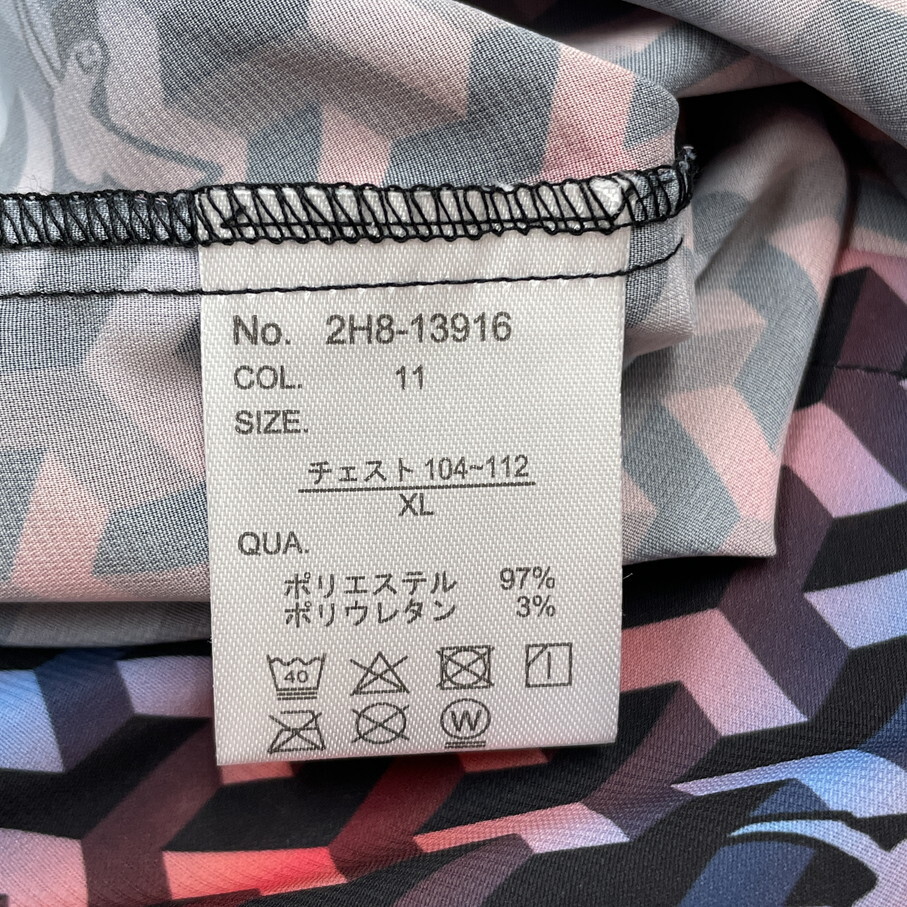 No. 2H8-13916
COL. 11
SIZE.
チェスト 104~112
XL
QUA.
ポリエステル 97%
ポリウレタン 3%
40
W